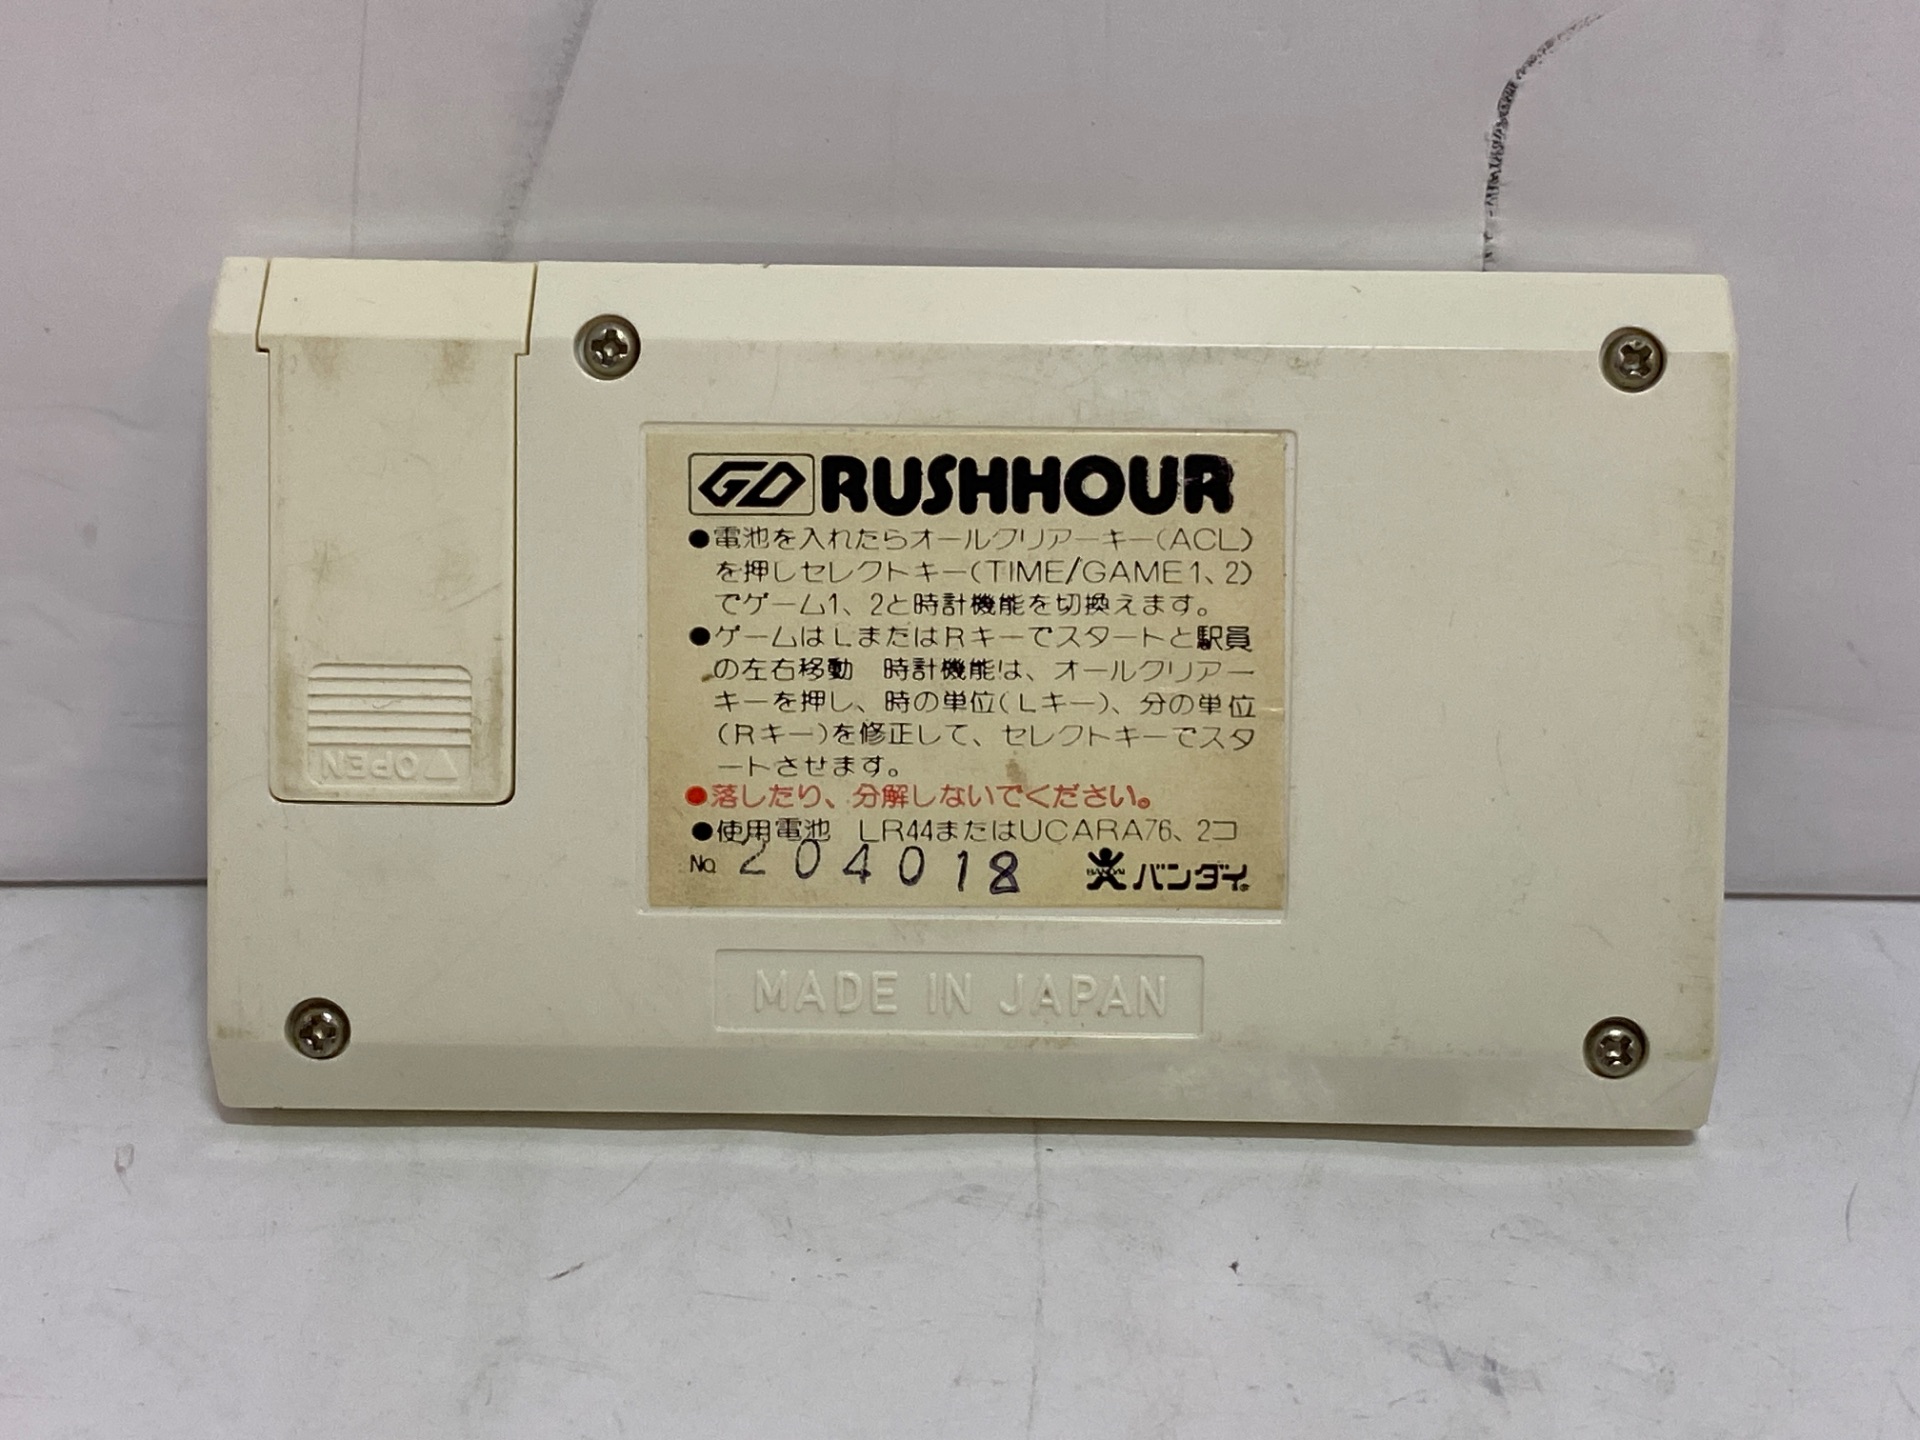 GD RUSHHOUR
●電池を入れたらオールクリアーキー(ACL)
を押しセレクトキー(TIME/GAME1、2)
でゲーム1、2と時計機能を切換えます。
●ゲームはLまたはRキーでスタートと駅員
の左右移動 時計機能は、オールクリアー
キーを押し、時の単位(Lキー)、分の単位
(Rキー)を修正して、セレクトキーでスタ
ートさせます。
●落したり、分解しないでください。
●使用電池 LR44またはUCARA76、2コ
No. 204018 BANDAI バンダイ®
▽OPEN
MADE IN JAPAN